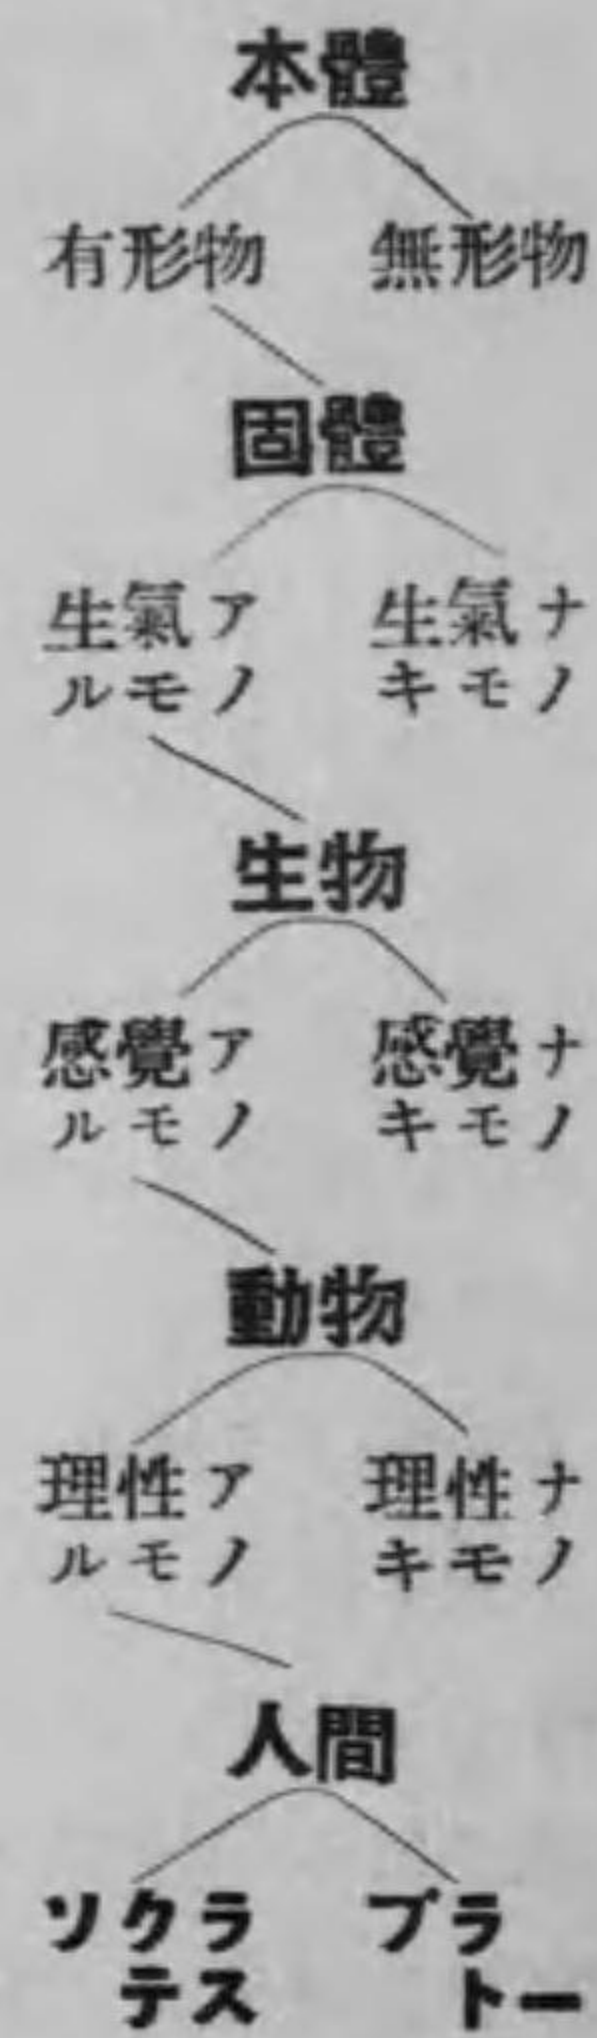 本體
有形物 無形物
固體
生氣ア 生氣ナ
ルモノ キモノ
生物
感覺ア 感覺ナ
ルモノ キモノ
動物
理性ア 理性ナ
ルモノ キモノ
人間
ソクラ プラ
テス トー